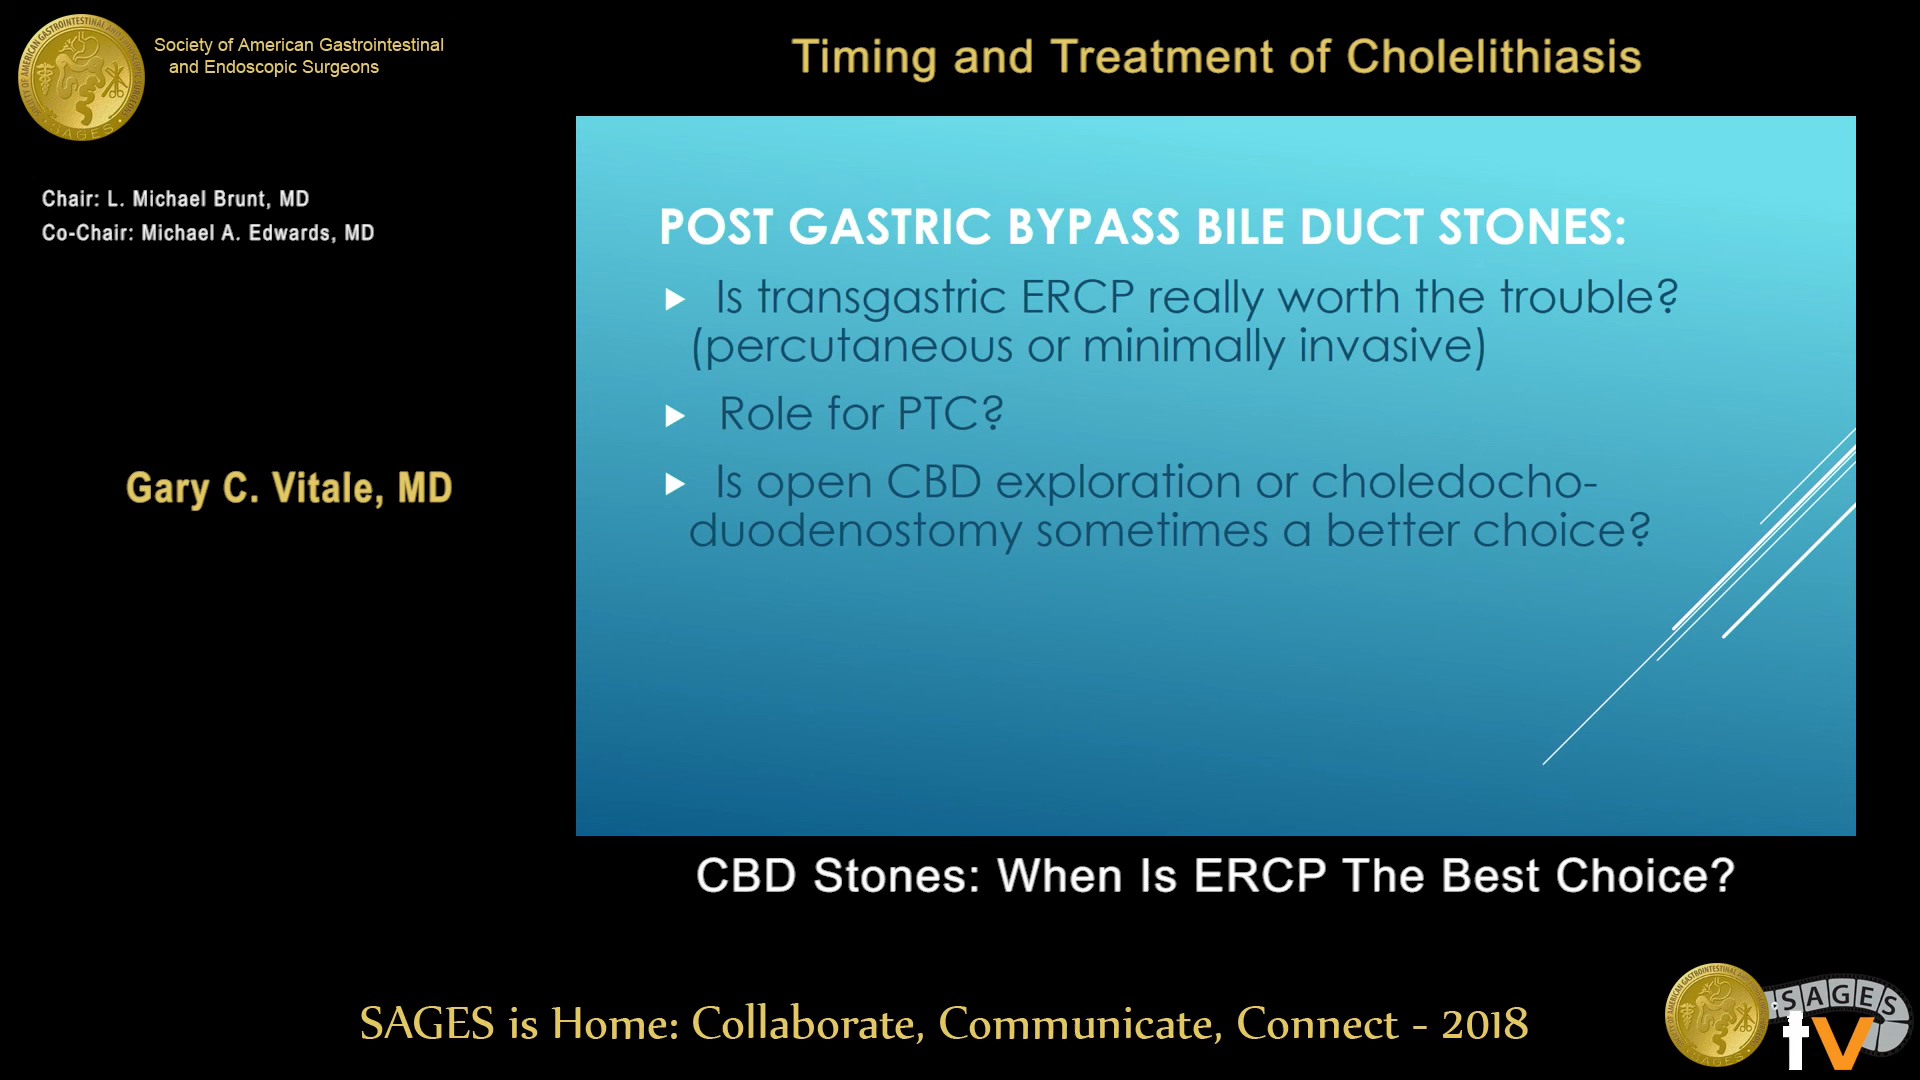 Society of American Gastrointestinal
and Endoscopic Surgeons
Timing and Treatment of Cholelithiasis
Chair: L. Michael Brunt, MD
Co-Chair: Michael A. Edwards, MD
Gary C. Vitale, MD
POST GASTRIC BYPASS BILE DUCT STONES:
Is transgastric ERCP really worth the trouble?
(percutaneous or minimally invasive)
Role for PTC?
Is open CBD exploration or choledocho-
duodenostomy sometimes a better choice?
CBD Stones: When Is ERCP The Best Choice?
SAGES is Home: Collaborate, Communicate, Connect - 2018
SAGES
tv